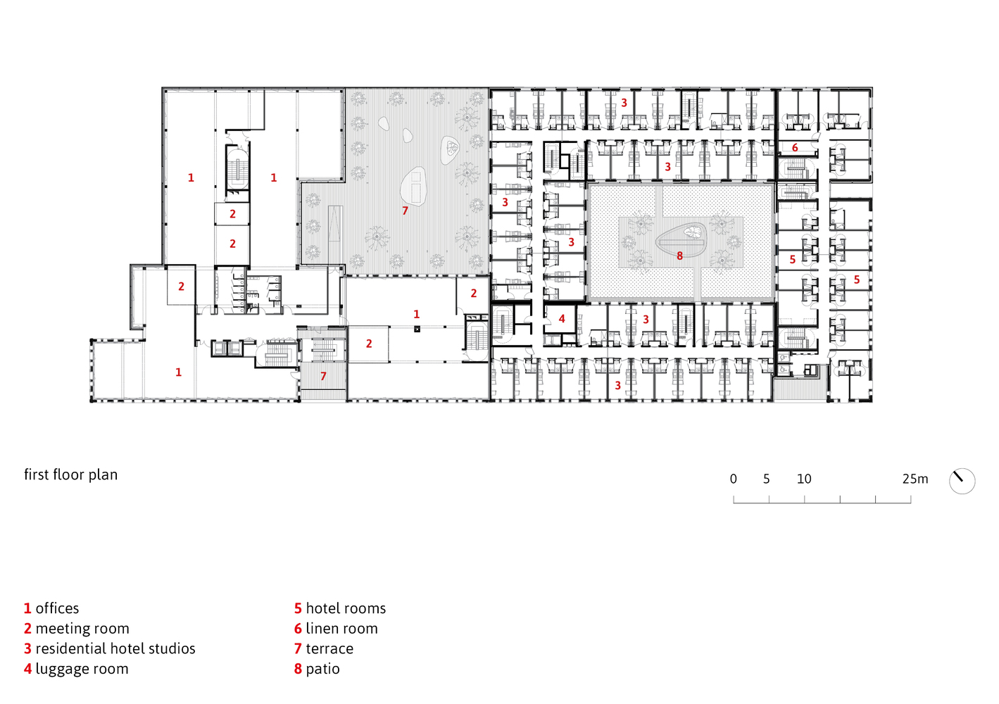 3
6
3
1
1
3
7
2
3
2
8
5
5
2
2
1
4
3
2
1
7
3
first floor plan
0 5 10 25m
1 offices
2 meeting room
3 residential hotel studios
4 luggage room
5 hotel rooms
6 linen room
7 terrace
8 patio